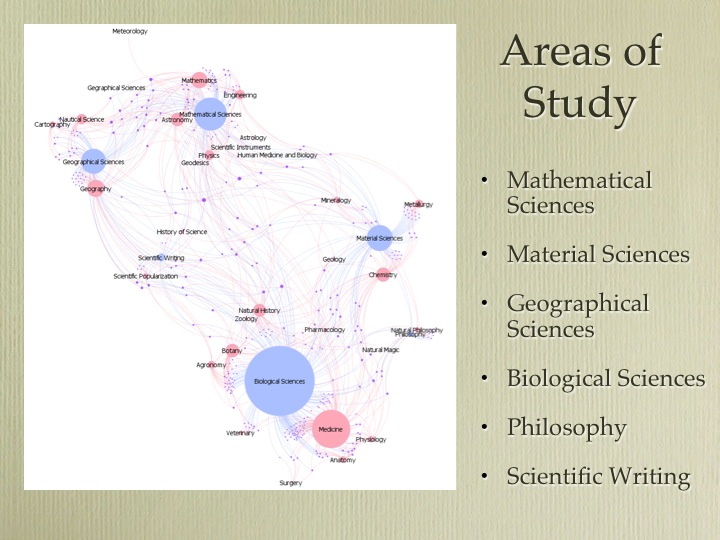 Areas of
Study
Meteorology
Mathematics
Gegraphical Sciences
Engineering
Mathematical Sciences
Nautical Science
Astronomy
Cartography
Astrology
Scientific Instruments
Physics
Human Medicine and Biology
Geographical Sciences
Geodesics
Geography
Mineralogy
Metalurgy
History of Science
Material Sciences
Scientific Writing
Geology
Scientific Popularization
Chemistry
Natural History
Zoology
Pharmacology
Natural Philosophy
Philosophy
Botany
Natural Magic
Agronomy
Biological Sciences
Medicine
Veterinary
Physiology
Anatomy
Surgery
• Mathematical
Sciences
• Material Sciences
• Geographical
Sciences
• Biological Sciences
• Philosophy
• Scientific Writing